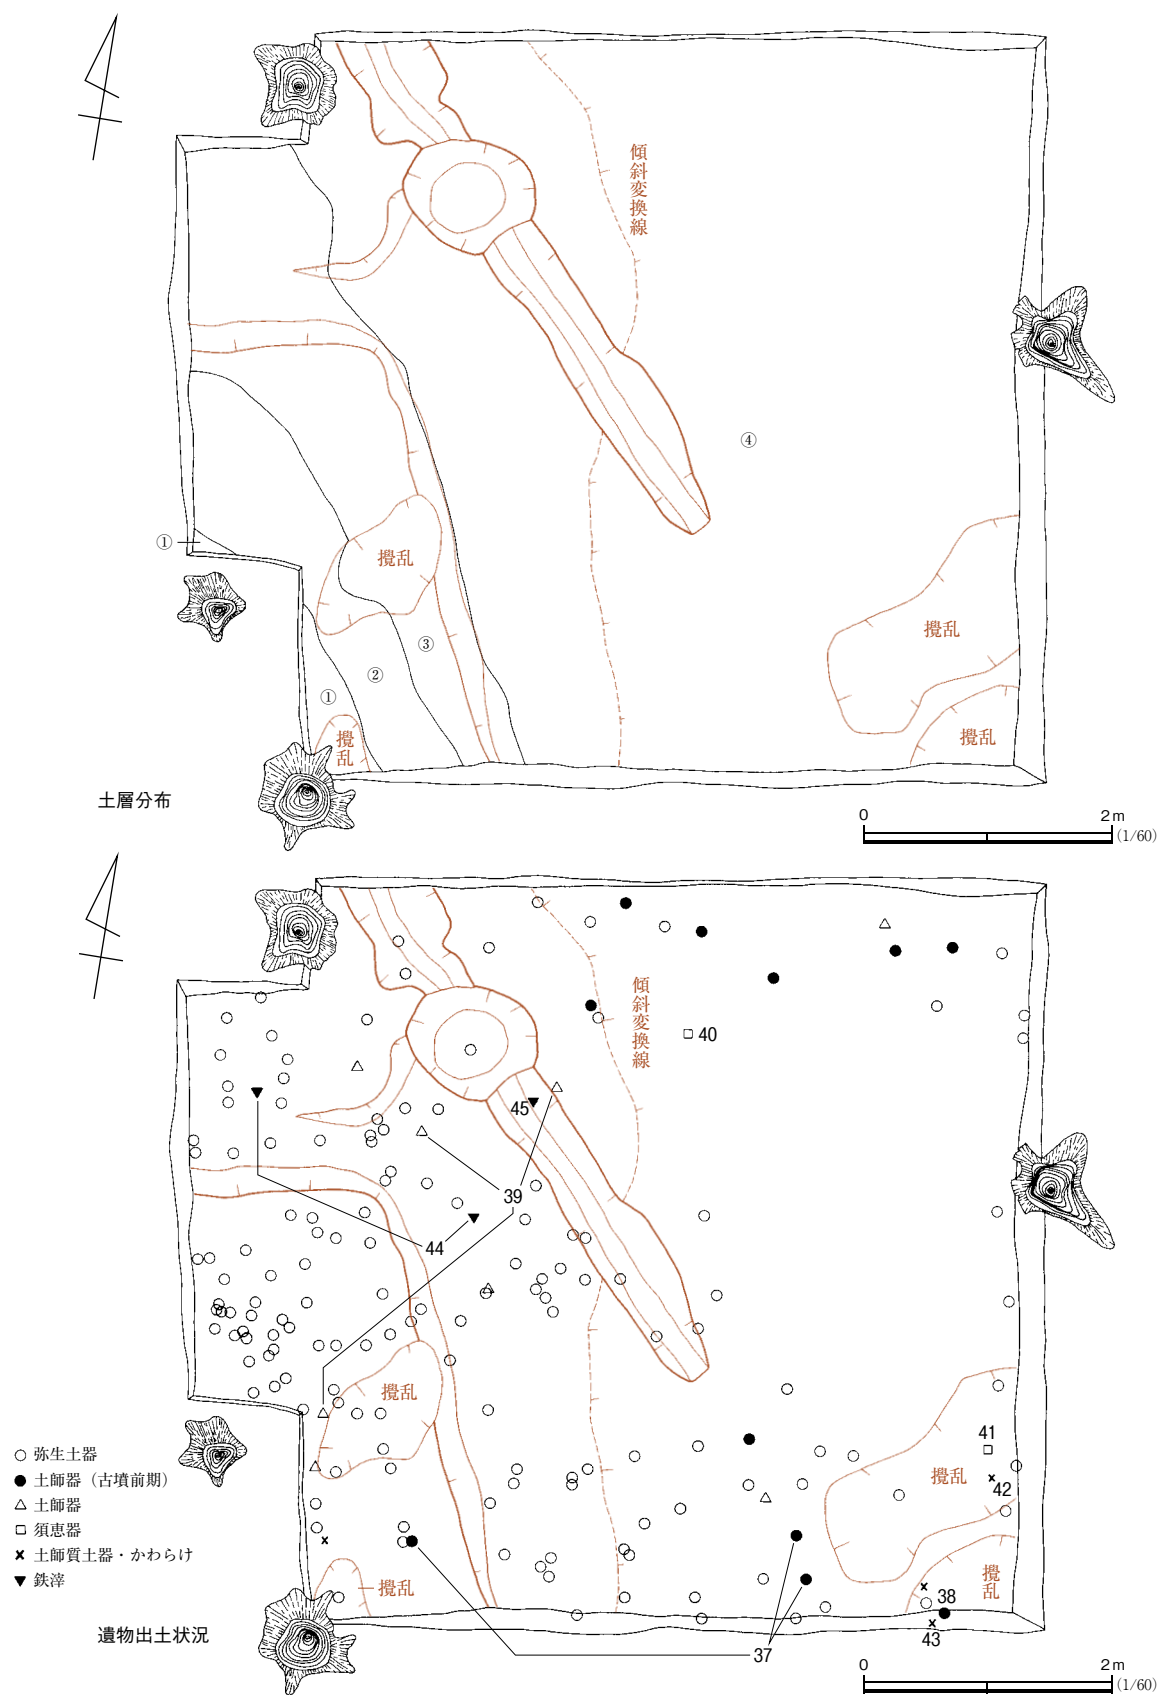 傾斜変換線
④
①
攪乱
攪乱
③
②
①
攪乱
攪乱
土層分布
0 2m
(1/60)
傾斜変換線
40
45
39
44
攪乱
41
攪乱
42
○ 弥生土器
● 土師器（古墳前期）
△ 土師器
□ 須恵器
✘ 土師質土器・かわらけ
▼ 鉄滓
攪乱
攪乱
38
43
37
遺物出土状況
0 2m
(1/60)